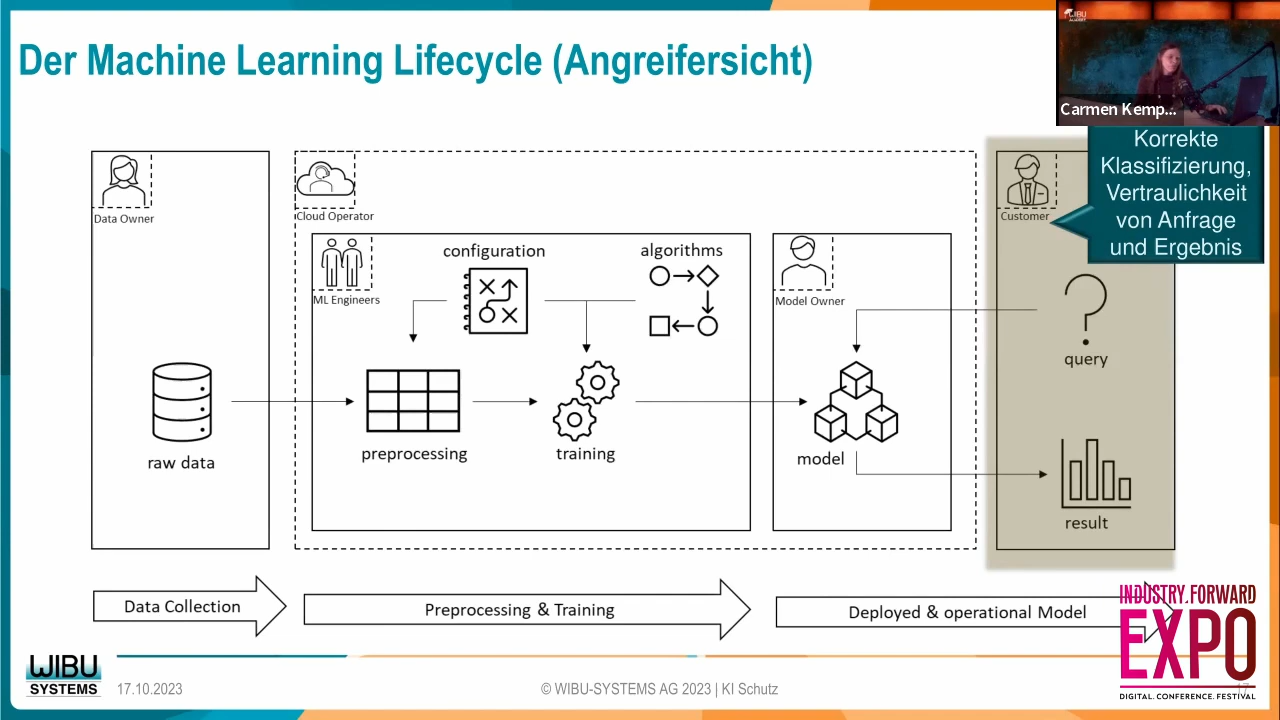 Der Machine Learning Lifecycle (Angreifersicht)
WIBU
Carmen Kemp...
Korrekte
Klassifizierung,
Vertraulichkeit
von Anfrage
und Ergebnis
Data Owner
Cloud Operator
Customer
configuration
algorithms
ML Engineers
Model Owner
query
raw data
preprocessing
training
model
result
Data Collection
Preprocessing & Training
Deployed & operational Model
INDUSTRY.FORWARD
EXPO
DIGITAL. CONFERENCE. FESTIVAL
WIBU
SYSTEMS
17.10.2023
© WIBU-SYSTEMS AG 2023 | KI Schutz